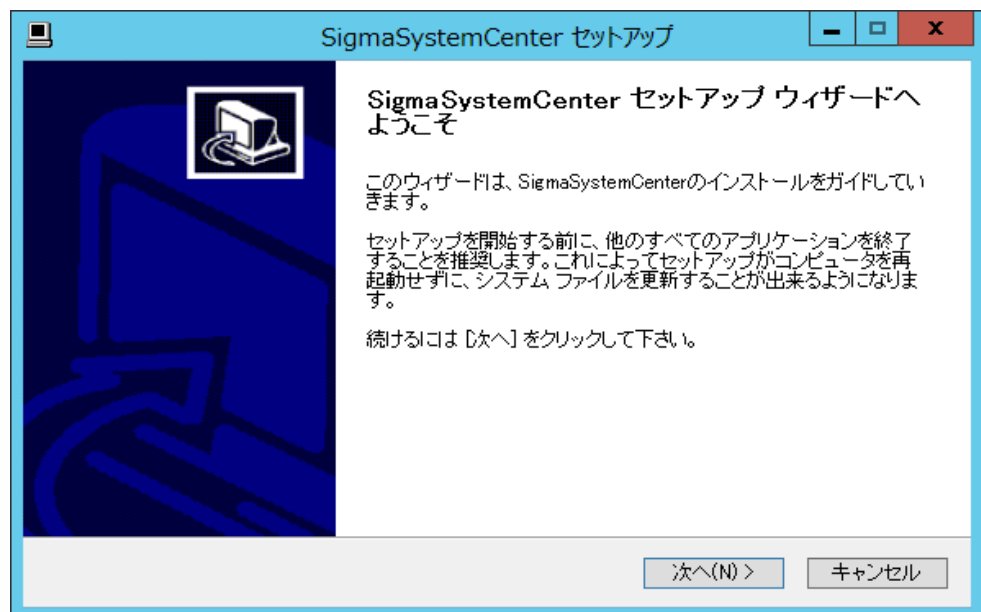 SigmaSystemCenter セットアップ
SigmaSystemCenter セットアップ ウィザードへ
ようこそ
このウィザードは、SigmaSystemCenterのインストールをガイドしてい
きます。
セットアップを開始する前に、他のすべてのアプリケーションを終了
することを推奨します。これによってセットアップがコンピュータを再
起動せずに、システム ファイルを更新することが出来るようになりま
す。
続けるには [次へ] をクリックして下さい。
次へ(N) >
キャンセル